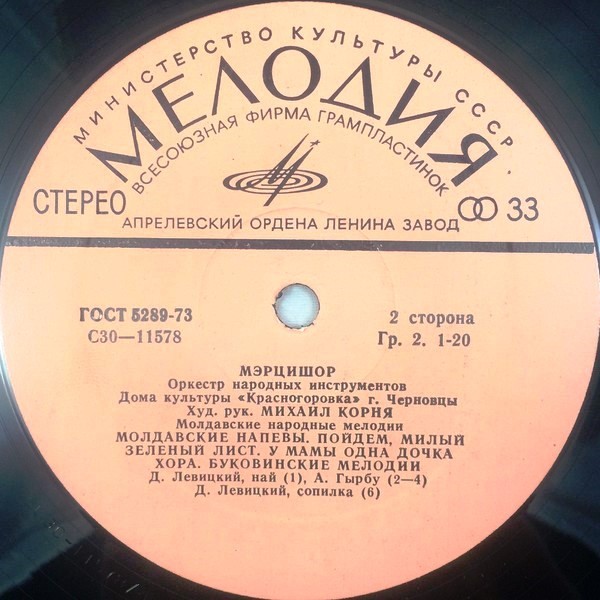 МИНИСТЕРСТВО КУЛЬТУРЫ СССР
МЕЛОДИЯ
ВСЕСОЮЗНАЯ ФИРМА ГРАМПЛАСТИНОК
СТЕРЕО
33
АПРЕЛЕВСКИЙ ОРДЕНА ЛЕНИНА ЗАВОД
ГОСТ 5289-73
С30—11578
2 сторона
Гр. 2. 1-20
МЭРЦИШОР
Оркестр народных инструментов
Дома культуры «Красногоровка» г. Черновцы
Худ. рук. МИХАИЛ КОРНЯ
Молдавские народные мелодии
МОЛДАВСКИЕ НАПЕВЫ. ПОЙДЕМ, МИЛЫЙ
ЗЕЛЕНЫЙ ЛИСТ. У МАМЫ ОДНА ДОЧКА
ХОРА. БУКОВИНСКИЕ МЕЛОДИИ
Д. Левицкий, най (1), А. Гырбу (2—4)
Д. Левицкий, сопилка (6)